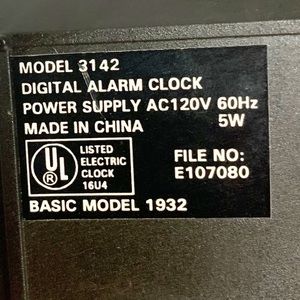 MODEL 3142
DIGITAL ALARM CLOCK
POWER SUPPLY AC120V 60Hz
MADE IN CHINA 5W
UL
®
LISTED
ELECTRIC
CLOCK
16U4
FILE NO:
E107080
BASIC MODEL 1932